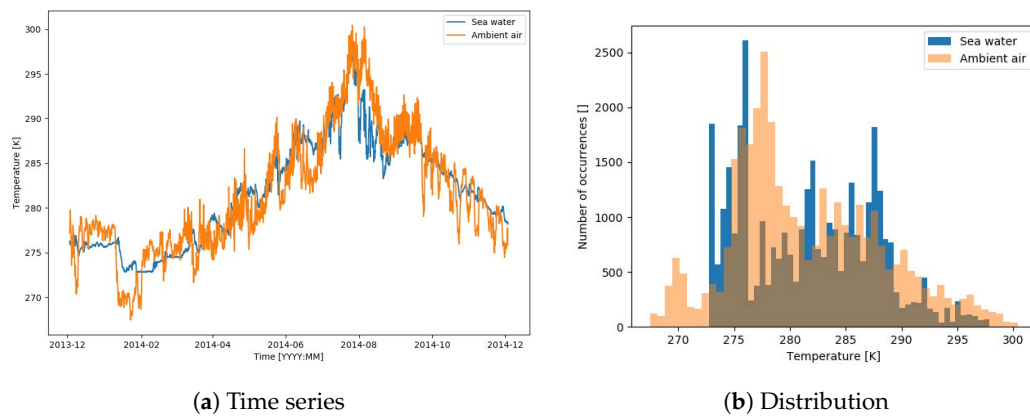 300
295
290
285
280
275
270
Temperature [K]
Sea water
Ambient air
2013-12 2014-02 2014-04 2014-06 2014-08 2014-10 2014-12
Time [YYYY:MM]
(a) Time series
2500
2000
1500
1000
500
0
Number of occurrences []
Sea water
Ambient air
270 275 280 285 290 295 300
Temperature [K]
(b) Distribution